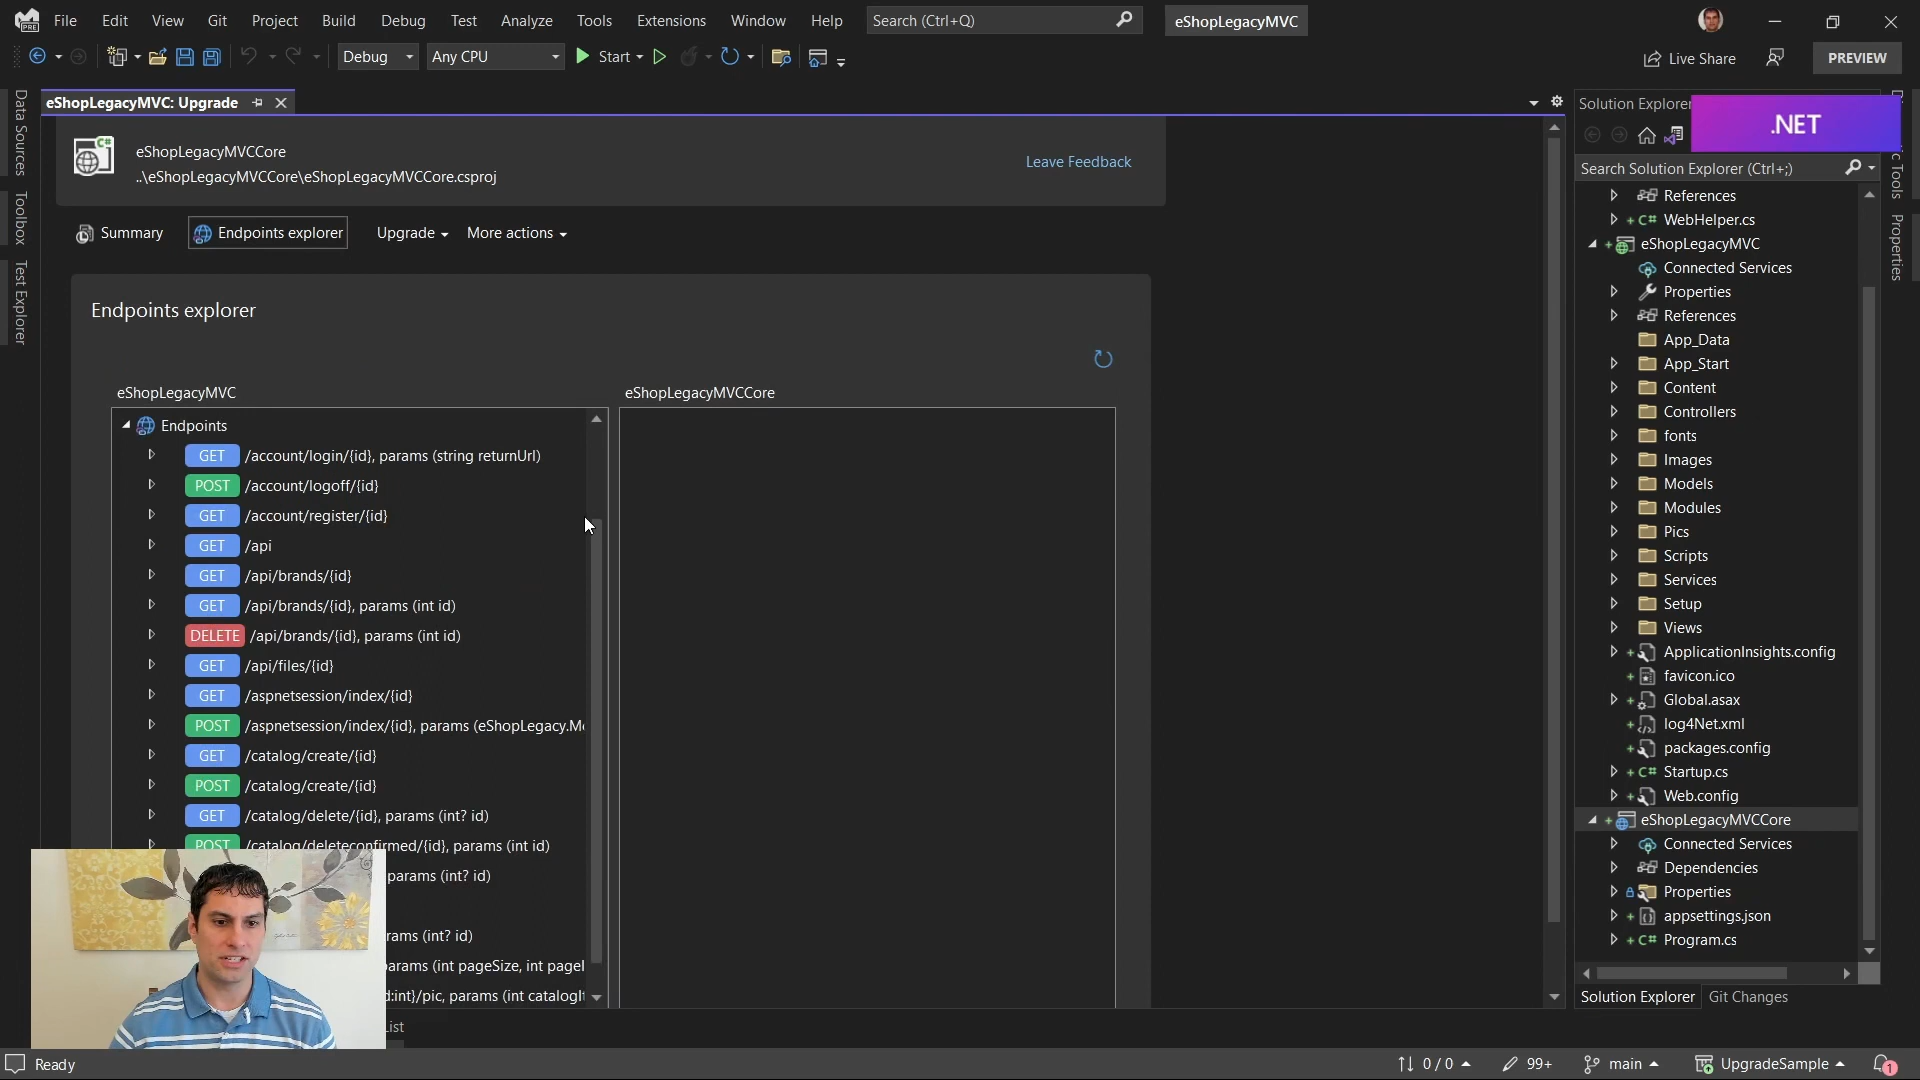 File Edit View Git Project Build Debug Test Analyze Tools Extensions Window Help Search (Ctrl+Q) eShopLegacyMVC
PRE
Debug Any CPU Start Live Share PREVIEW
Data Sources
Toolbox
Test Explorer
eShopLegacyMVC: Upgrade
eShopLegacyMVCCore
..\eShopLegacyMVCCore\eShopLegacyMVCCore.csproj
Leave Feedback
Summary Endpoints explorer Upgrade More actions
Endpoints explorer
eShopLegacyMVC
Endpoints
GET /account/login/{id}, params (string returnUrl)
POST /account/logoff/{id}
GET /account/register/{id}
GET /api
GET /api/brands/{id}
GET /api/brands/{id}, params (int id)
DELETE /api/brands/{id}, params (int id)
GET /api/files/{id}
GET /aspnetsession/index/{id}
POST /aspnetsession/index/{id}, params (eShopLegacy.M
GET /catalog/create/{id}
POST /catalog/create/{id}
GET /catalog/delete/{id}, params (int? id)
POST /catalog/deleteconfirmed/{id}, params (int id)
params (int? id)
rams (int? id)
params (int pageSize, int pageI
d:int}/pic, params (int catalogIt
List
eShopLegacyMVCCore
Solution Explorer
.NET
Search Solution Explorer (Ctrl+;)
References
C# WebHelper.cs
eShopLegacyMVC
Connected Services
Properties
References
App_Data
App_Start
Content
Controllers
fonts
Images
Models
Modules
Pics
Scripts
Services
Setup
Views
ApplicationInsights.config
favicon.ico
Global.asax
log4Net.xml
packages.config
C# Startup.cs
Web.config
eShopLegacyMVCCore
Connected Services
Dependencies
Properties
appsettings.json
C# Program.cs
Solution Explorer Git Changes
c Tools
Properties
Ready 0 / 0 99+ main UpgradeSample 1